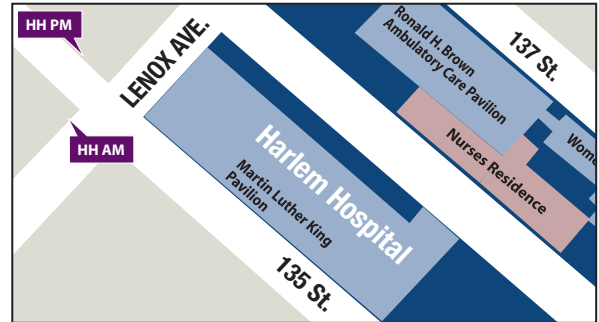 HH PM
LENOX AVE.
HH AM
Ronald H. Brown
Ambulatory Care Pavilion
137 St.
Nurses Residence
Harlem Hospital
Martin Luther King
Pavilion
135 St.